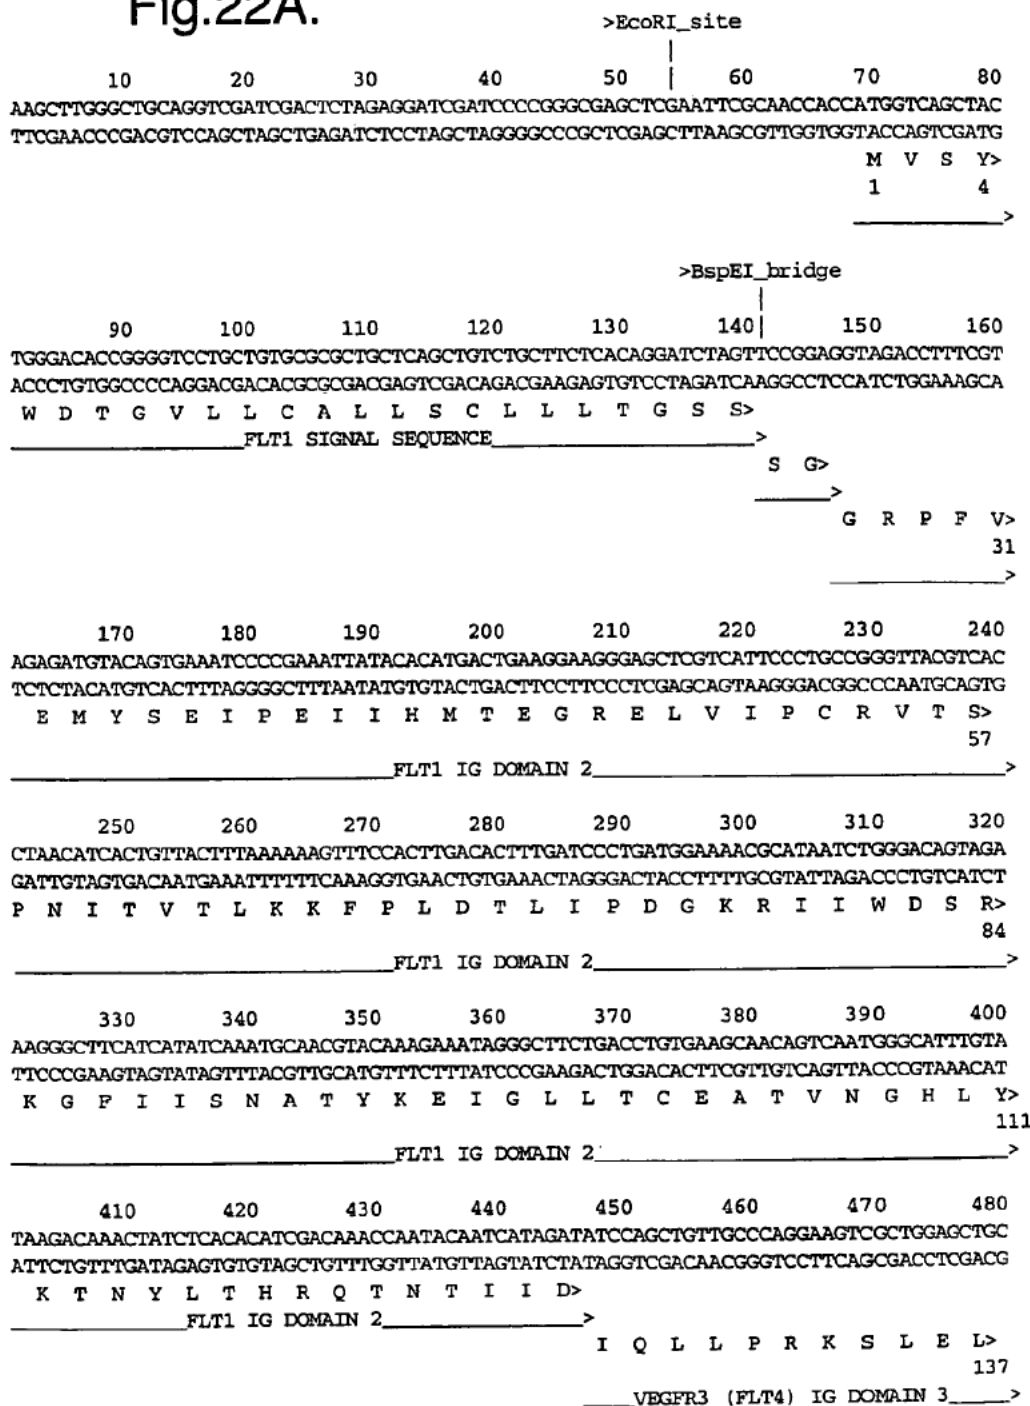 Fig.22A.
>EcoRI_site
10 20 30 40 50 60 70 80
AAGCTTGGGCTGCAGGTCGATCGACTCTAGAGGATCGATCCCCGGGCGAGCTCGAATTCGCAACCACCATGGTCAGCTAC
TTCGAACCCGACGTCCAGCTAGCTGAGATCTCCTAGCTAGGGGCCCGCTCGAGCTTAAGCGTTGGTGGTACCAGTCGATG
M V S Y>
1 4
>
>BspEI_bridge
90 100 110 120 130 140 150 160
TGGGACACCGGGGTCCTGCTGTGCGCGCTGCTCAGCTGTCTGCTTCTCACAGGATCTAGTTCCGGAGGTAGACCTTTCGT
ACCCTGTGGCCCCAGGACGACACGCGCGACGAGTCGACAGACGAAGAGTGTCCTAGATCAAGGCCTCCATCTGGAAAGCA
W D T G V L L C A L L S C L L L T G S S>
FLT1 SIGNAL SEQUENCE >
S G>
>
G R P F V>
31
>
170 180 190 200 210 220 230 240
AGAGATGTACAGTGAAATCCCCGAAATTATACACATGACTGAAGGAAGGGAGCTCGTCATTCCCTGCCGGGTTACGTCAC
TCTCTACATGTCACTTTAGGGGCTTTAATATGTGTACTGACTTCCTTCCCTCGAGCAGTAAGGGACGGCCCAATGCAGTG
E M Y S E I P E I I H M T E G R E L V I P C R V T S>
57
FLT1 IG DOMAIN 2 >
250 260 270 280 290 300 310 320
CTAACATCACTGTTACTTTAAAAAAGTTTCCACTTGACACTTTGATCCCTGATGGAAAACGCATAATCTGGGACAGTAGA
GATTGTAGTGACAATGAAATTTTTTCAAAGGTGAACTGTGAAACTAGGGACTACCTTTTGCGTATTAGACCCTGTCATCT
P N I T V T L K K F P L D T L I P D G K R I I W D S R>
84
FLT1 IG DOMAIN 2 >
330 340 350 360 370 380 390 400
AAGGGCTTCATCATATCAAATGCAACGTACAAAGAAATAGGGCTTCTGACCTGTGAAGCAACAGTCAATGGGCATTTGTA
TTCCCGAAGTAGTATAGTTTACGTTGCATGTTTCTTTATCCCGAAGACTGGACACTTCGTTGTCAGTTACCCGTAAACAT
K G F I I S N A T Y K E I G L L T C E A T V N G H L Y>
111
FLT1 IG DOMAIN 2 >
410 420 430 440 450 460 470 480
TAAGACAAACTATCTCACACATCGACAAACCAATACAATCATAGATATCCAGCTGTTGCCCAGGAAGTCGCTGGAGCTGC
ATTCTGTTTGATAGAGTGTGTAGCTGTTTGGTTATGTTAGTATCTATAGGTCGACAACGGGTCCTTCAGCGACCTCGACG
K T N Y L T H R Q T N T I I D>
FLT1 IG DOMAIN 2 >
I Q L L P R K S L E L>
137
VEGFR3 (FLT4) IG DOMAIN 3 >